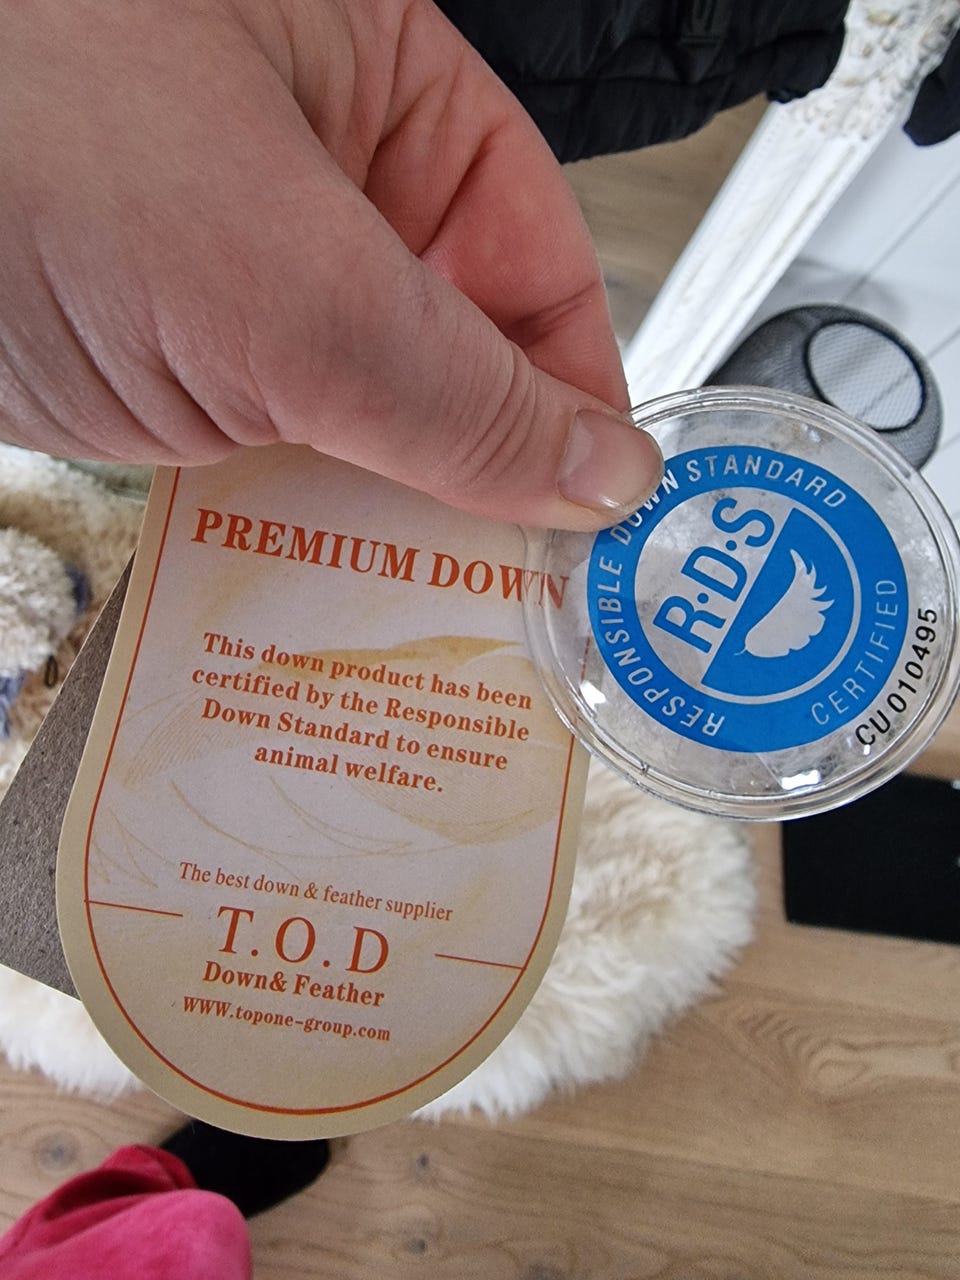 PREMIUM DOWN
This down product has been
certified by the Responsible
Down Standard to ensure
animal welfare.
The best down & feather supplier
T.O.D
Down& Feather
www.topone-group.com
RESPONSIBLE DOWN STANDARD
R·D·S
CERTIFIED
CU010495